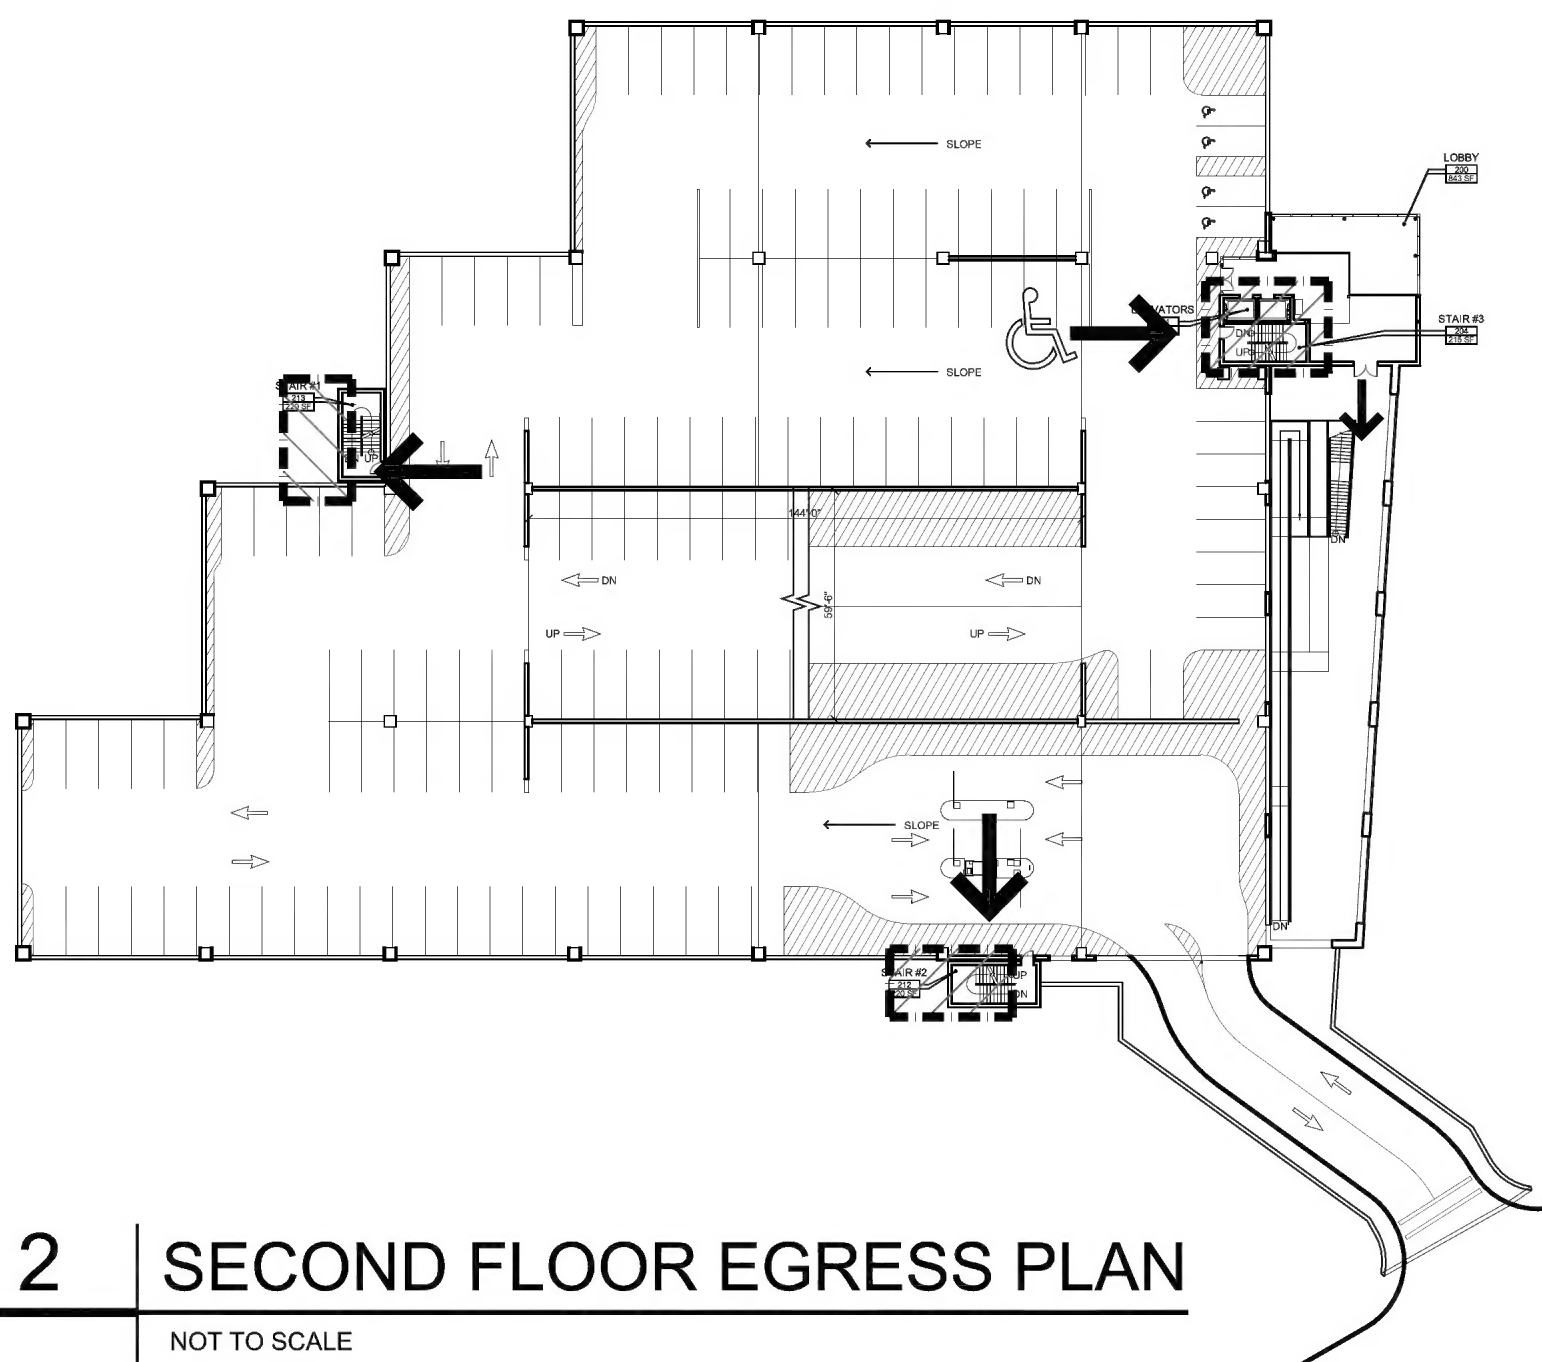 SLOPE
LOBBY
200
843 SF
STAIR #3
204
215 SF
DN
UP
SLOPE
213
220 SF
UP
144'-0"
DN
DN
59'-6"
UP
UP
DN
SLOPE
DN
STAIR #2
212
UP
DN
2
SECOND FLOOR EGRESS PLAN
NOT TO SCALE